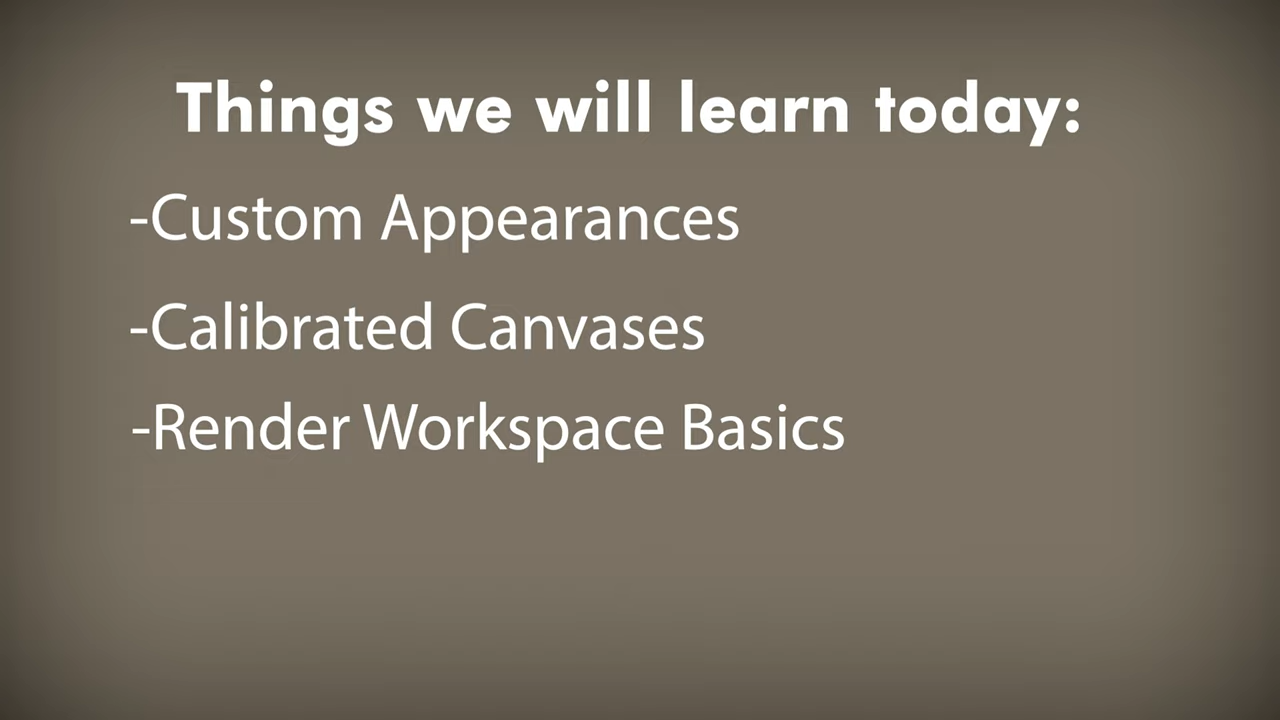 Things we will learn today:
-Custom Appearances
-Calibrated Canvases
-Render Workspace Basics